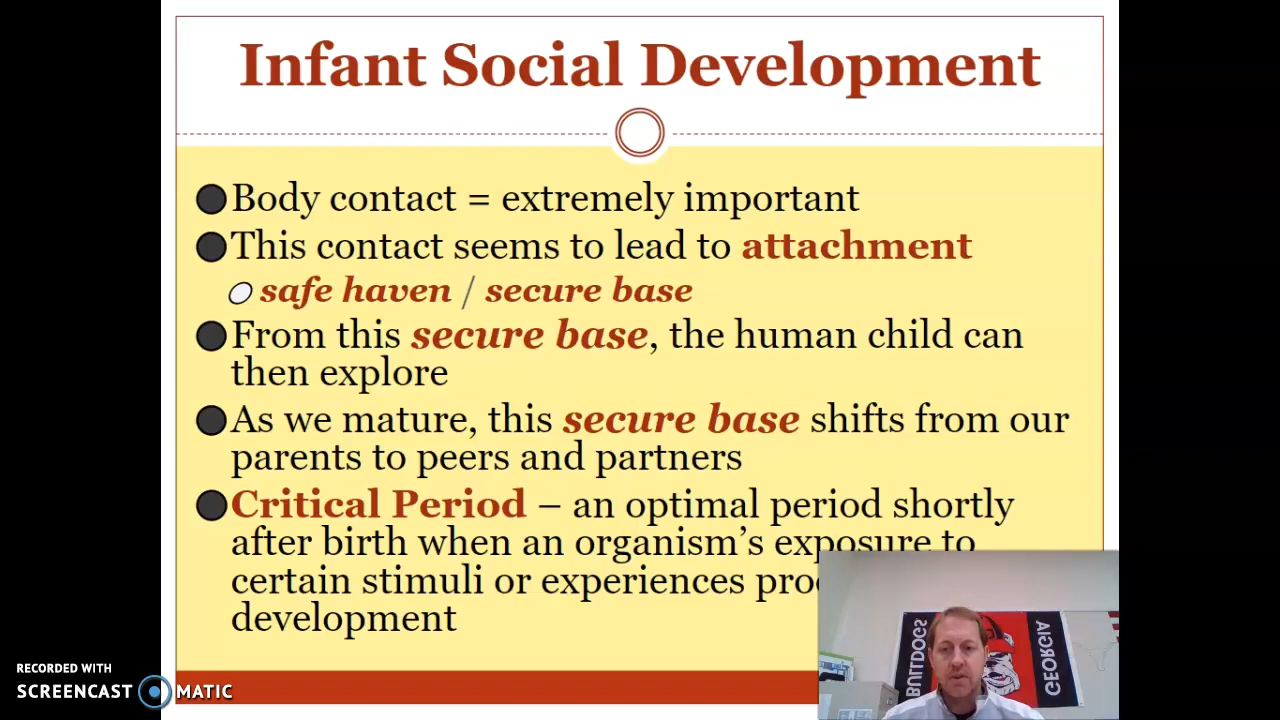 Infant Social Development
Body contact = extremely important
This contact seems to lead to attachment
safe haven / secure base
From this secure base, the human child can
then explore
As we mature, this secure base shifts from our
parents to peers and partners
Critical Period – an optimal period shortly
after birth when an organism’s exposure to
certain stimuli or experiences
development
BULLDOGS
GEORGIA
RECORDED WITH
SCREENCAST MATIC